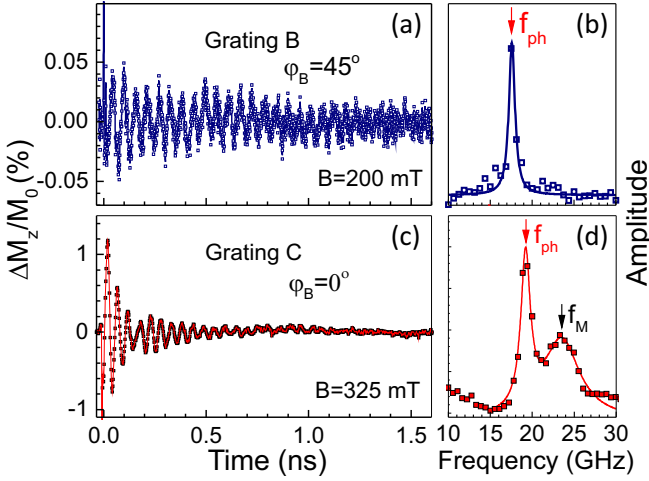 (a)
Grating B
φB=45°
B=200 mT
0.05
0.00
-0.05
ΔMz/M0 (%)
(b)
fph
Amplitude
(c)
Grating C
φB=0°
B=325 mT
1
0
-1
0.0 0.5 1.0 1.5
Time (ns)
(d)
fph
fM
10 15 20 25 30
Frequency (GHz)